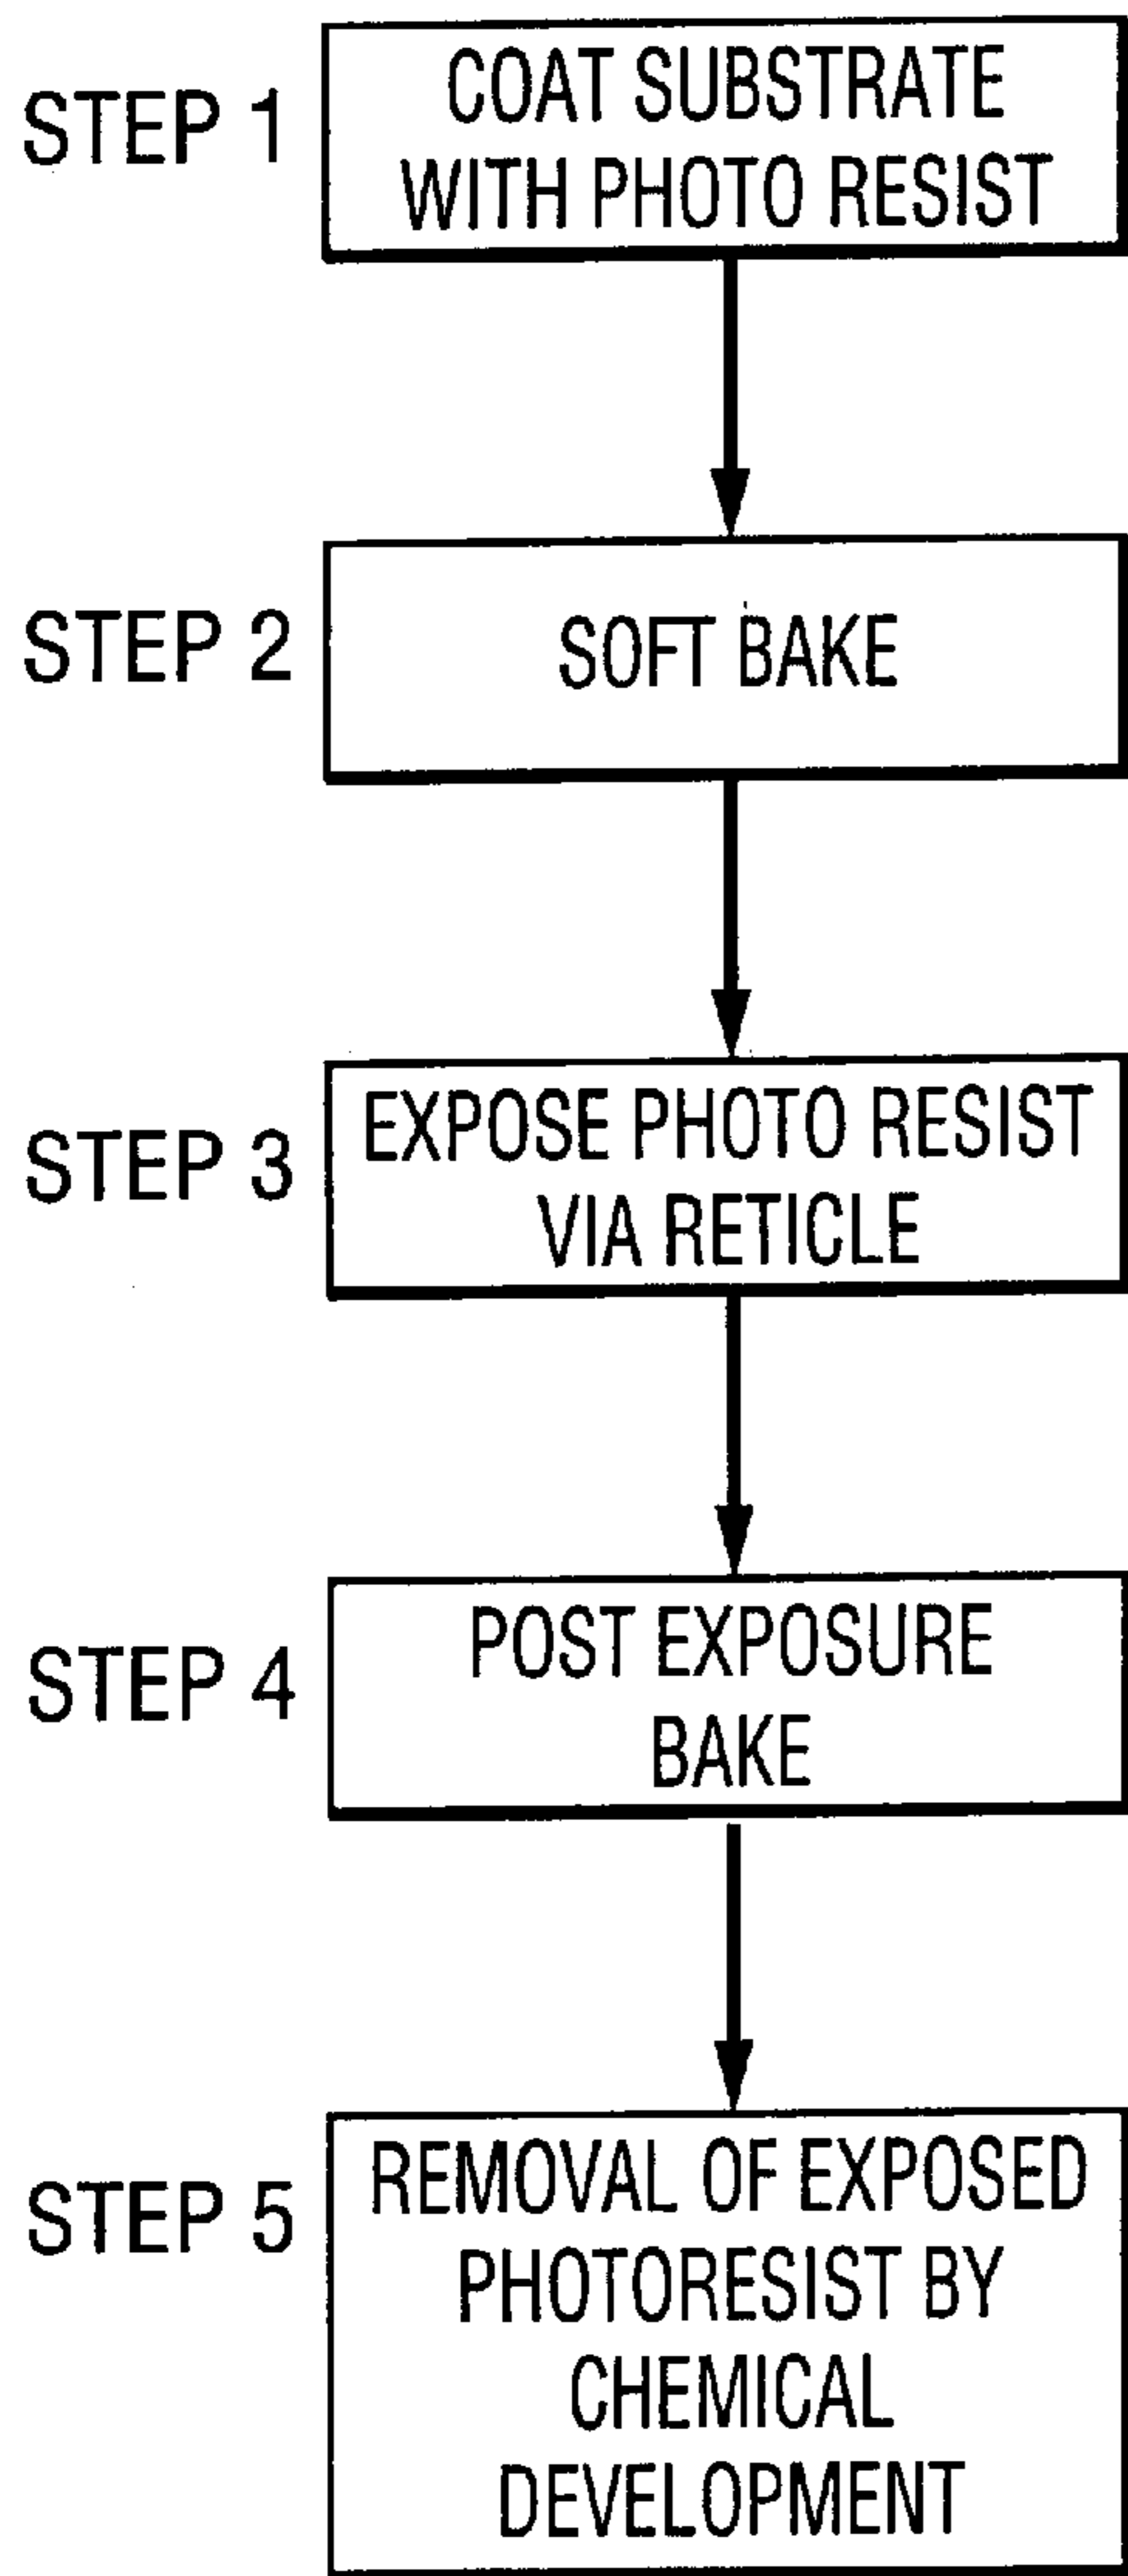 STEP 1
COAT SUBSTRATE
WITH PHOTO RESIST
STEP 2
SOFT BAKE
STEP 3
EXPOSE PHOTO RESIST
VIA RETICLE
STEP 4
POST EXPOSURE
BAKE
STEP 5
REMOVAL OF EXPOSED
PHOTORESIST BY
CHEMICAL
DEVELOPMENT